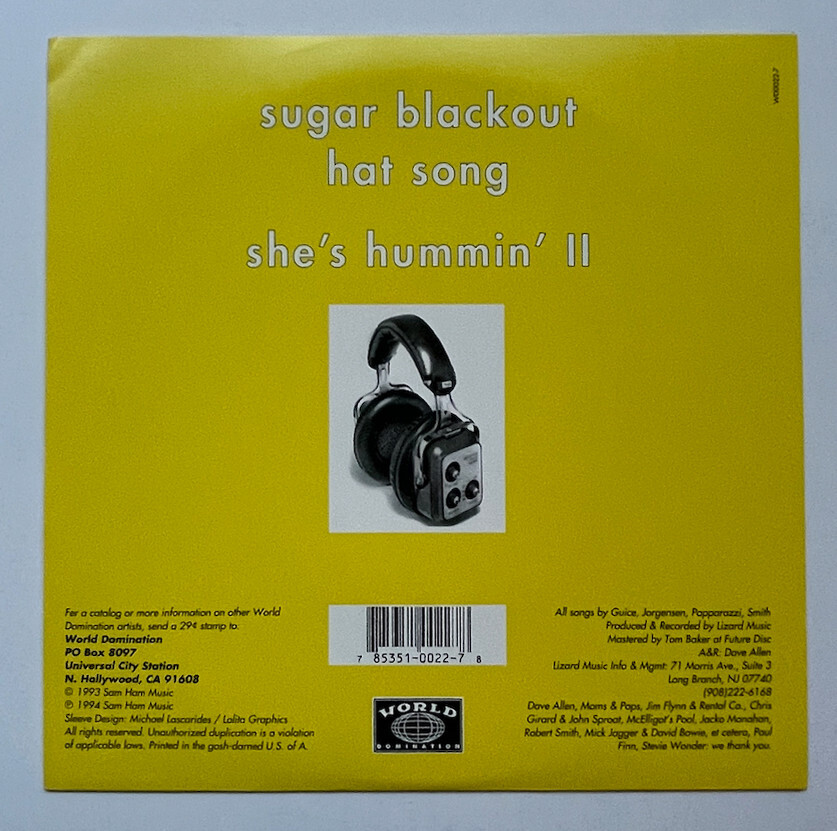 WD0022-7
sugar blackout
hat song
she's hummin' II
Fer a catalog or more information on other World
Domination artists, send a 29¢ stamp to:
World Domination
PO Box 8097
Universal City Station
N. Hollywood, CA 91608
© 1993 Sam Ham Music
℗ 1994 Sam Ham Music
Sleeve Design: Michael Lascarides / Lolita Graphics
All rights reserved. Unauthorized duplication is a violation
of applicable laws. Printed in the gosh-darned U.S. of A.
7 85351-0022-7 8
WORLD
DOMINATION
All songs by Guice, Jorgensen, Papparazzi, Smith
Produced & Recorded by Lizard Music
Mastered by Tom Baker at Future Disc
A&R: Dave Allen
Lizard Music Info & Mgmt: 71 Morris Ave., Suite 3
Long Branch, NJ 07740
(908)222-6168
Dave Allen, Moms & Pops, Jim Flynn & Rental Co., Chris
Girard & John Sproat, McElligot's Pool, Jacko Monahan,
Robert Smith, Mick Jagger & David Bowie, et cetera, Paul
Finn, Stevie Wonder: we thank you.